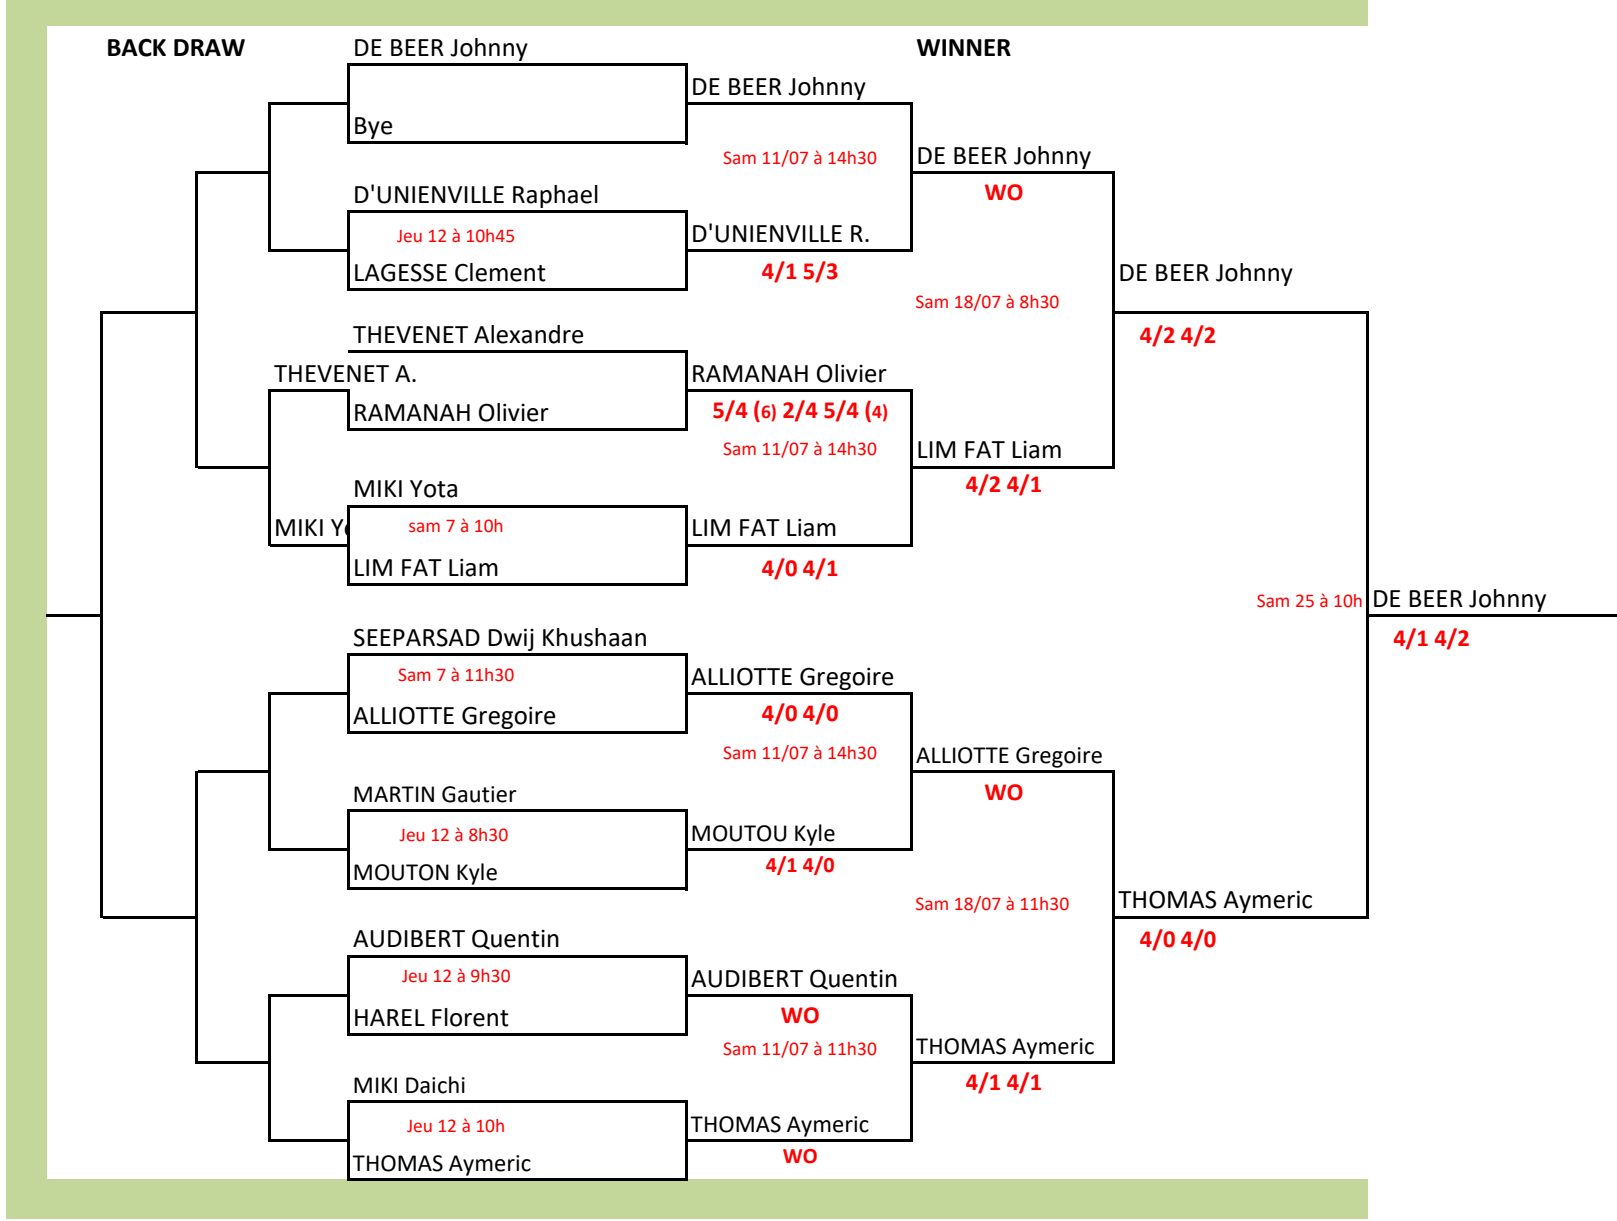 BACK DRAW
DE BEER Johnny
WINNER
DE BEER Johnny
Bye
Sam 11/07 à 14h30
DE BEER Johnny
WO
D'UNIENVILLE Raphael
Jeu 12 à 10h45
D'UNIENVILLE R.
LAGESSE Clement
4/1 5/3
DE BEER Johnny
Sam 18/07 à 8h30
THEVENET Alexandre
4/2 4/2
THEVENET A.
RAMANAH Olivier
RAMANAH Olivier
5/4 (6) 2/4 5/4 (4)
Sam 11/07 à 14h30
LIM FAT Liam
4/2 4/1
MIKI Yota
MIKI Y
sam 7 à 10h
LIM FAT Liam
LIM FAT Liam
4/0 4/1
Sam 25 à 10h
DE BEER Johnny
4/1 4/2
SEEPARSAD Dwij Khushaan
Sam 7 à 11h30
ALLIOTTE Gregoire
ALLIOTTE Gregoire
4/0 4/0
Sam 11/07 à 14h30
ALLIOTTE Gregoire
WO
MARTIN Gautier
Jeu 12 à 8h30
MOUTOU Kyle
MOUTON Kyle
4/1 4/0
Sam 18/07 à 11h30
THOMAS Aymeric
4/0 4/0
AUDIBERT Quentin
Jeu 12 à 9h30
AUDIBERT Quentin
HAREL Florent
WO
Sam 11/07 à 11h30
THOMAS Aymeric
4/1 4/1
MIKI Daichi
Jeu 12 à 10h
THOMAS Aymeric
THOMAS Aymeric
WO